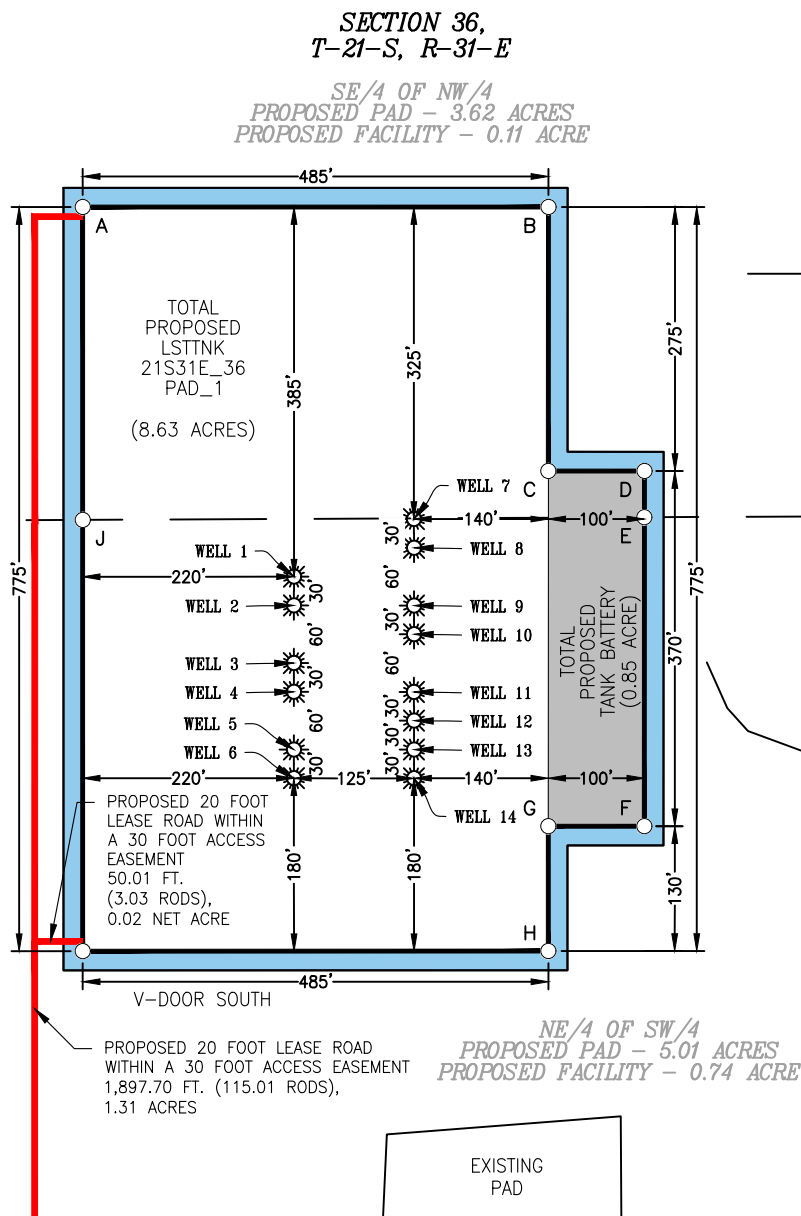 SECTION 36,
T-21-S, R-31-E
SE/4 OF NW/4
PROPOSED PAD - 3.62 ACRES
PROPOSED FACILITY - 0.11 ACRE
485'
A
B
TOTAL
PROPOSED
LSTTNK
21S31E_36
PAD_1
(8.63 ACRES)
385'
325'
275'
775'
775'
C
D
E
J
WELL 7
30'
140'
100'
WELL 8
WELL 1
220'
30'
60'
WELL 2
WELL 9
60'
30'
WELL 10
WELL 3
30'
60'
WELL 4
WELL 11
60'
30'
WELL 12
WELL 5
30'
WELL 13
WELL 6
30'
30'
220'
125'
140'
100'
WELL 14
TOTAL
PROPOSED
TANK BATTERY
(0.85 ACRE)
370'
G
F
180'
180'
130'
PROPOSED 20 FOOT
LEASE ROAD WITHIN
A 30 FOOT ACCESS
EASEMENT
50.01 FT.
(3.03 RODS),
0.02 NET ACRE
H
485'
V-DOOR SOUTH
NE/4 OF SW/4
PROPOSED PAD - 5.01 ACRES
PROPOSED FACILITY - 0.74 ACRE
PROPOSED 20 FOOT LEASE ROAD
WITHIN A 30 FOOT ACCESS EASEMENT
1,897.70 FT. (115.01 RODS),
1.31 ACRES
EXISTING
PAD